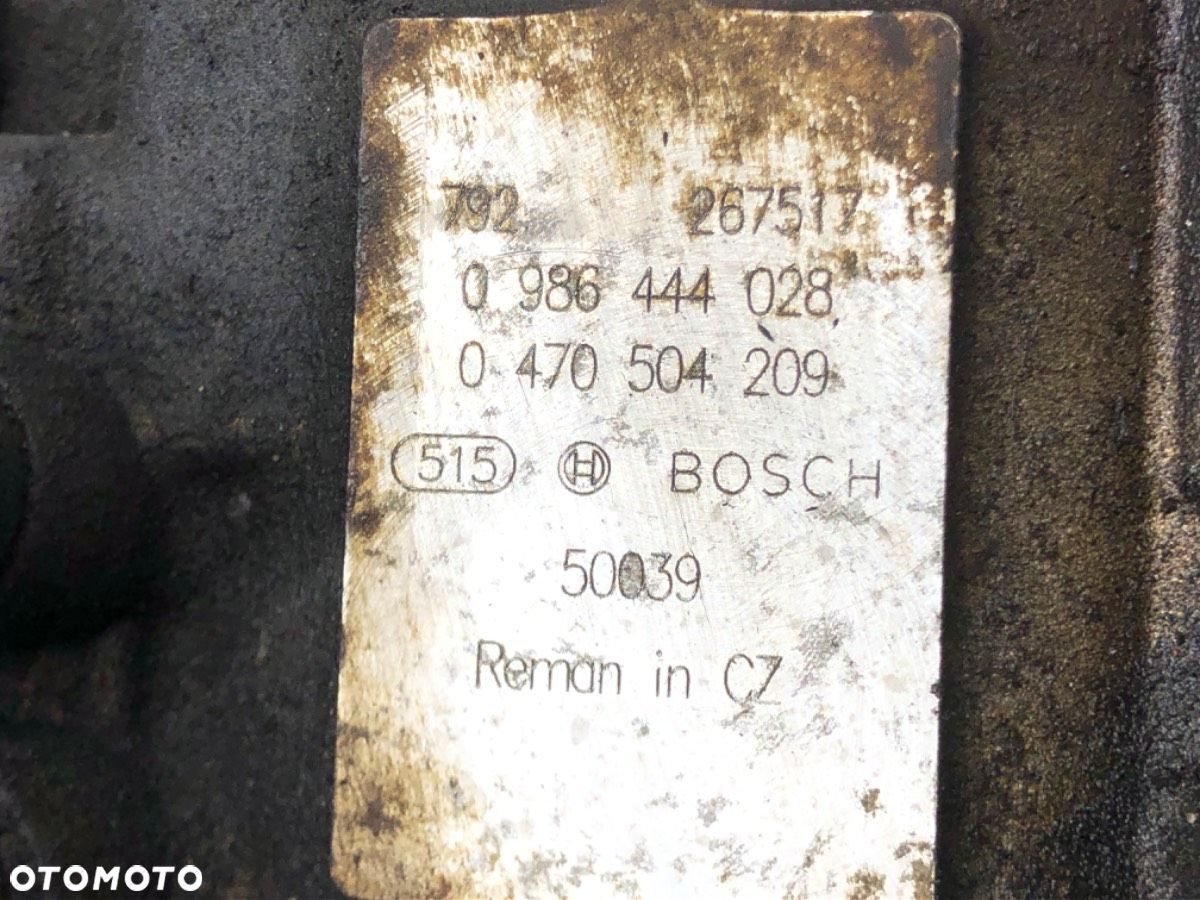 792 267517
0 986 444 028
0 470 504 209
515 BOSCH
50039
Reman in CZ
OTOMOTO